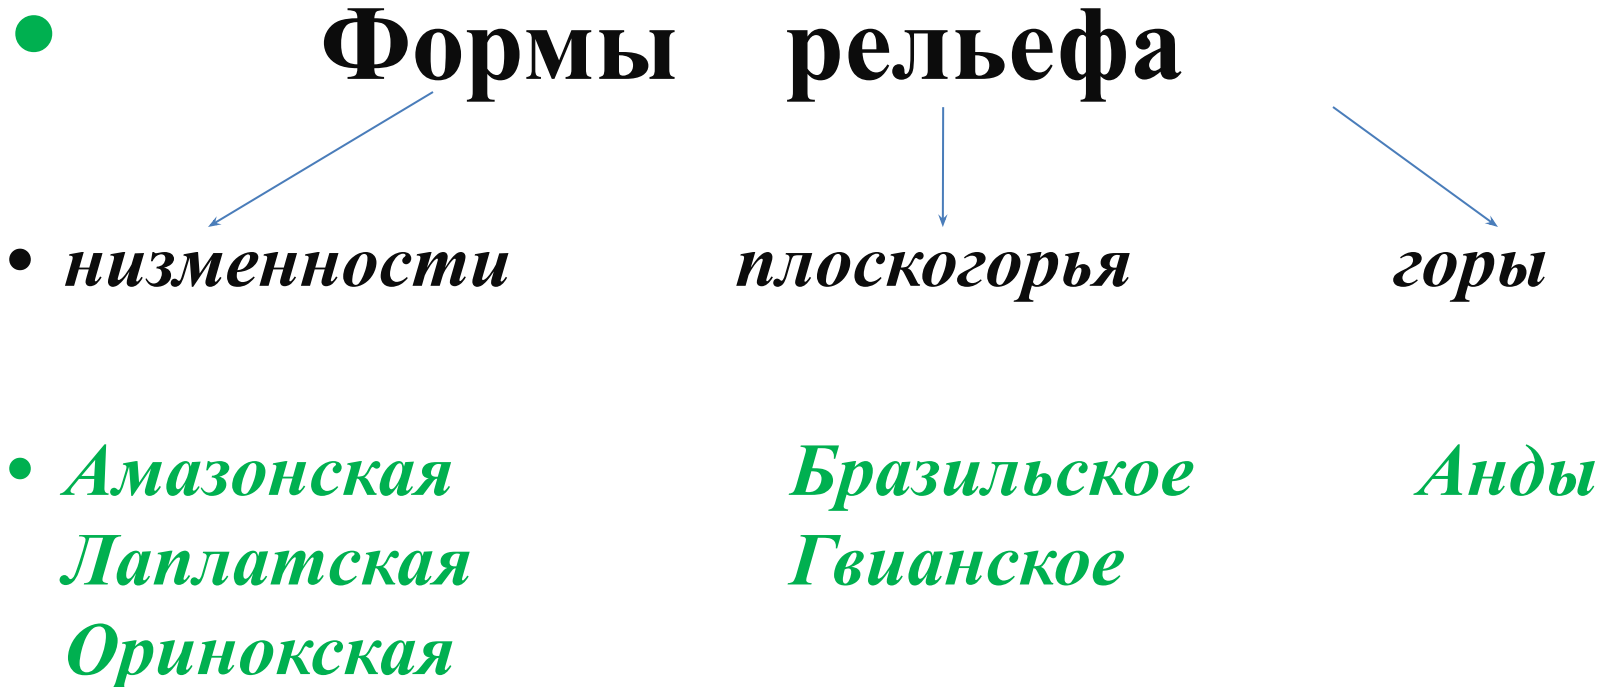 • Формы рельефа
• низменности плоскогорья горы
• Амазонская Бразильское Анды
Лаплатская Гвианское
Оринокская